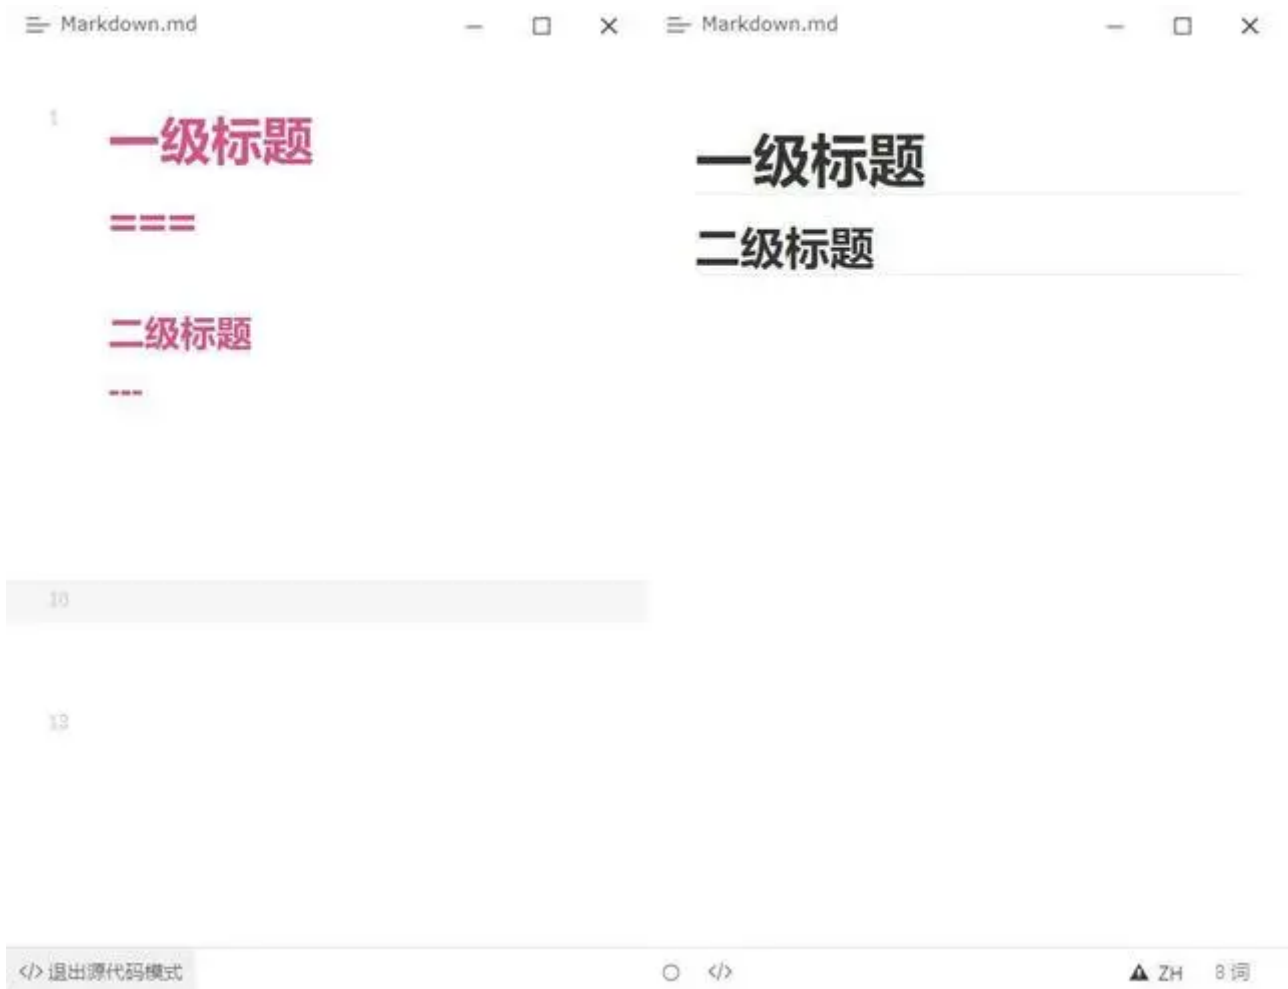 Markdown.md
1
一级标题
===
二级标题
---
10
13
</> 退出源代码模式
Markdown.md
一级标题
二级标题
</>
ZH
8 词